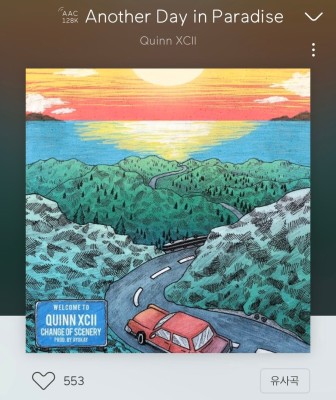 AAC
128K
Another Day in Paradise
Quinn XCII
WELCOME TO
QUINN XCII
CHANGE OF SCENERY
PROD. BY AYOKAY
553
유사곡